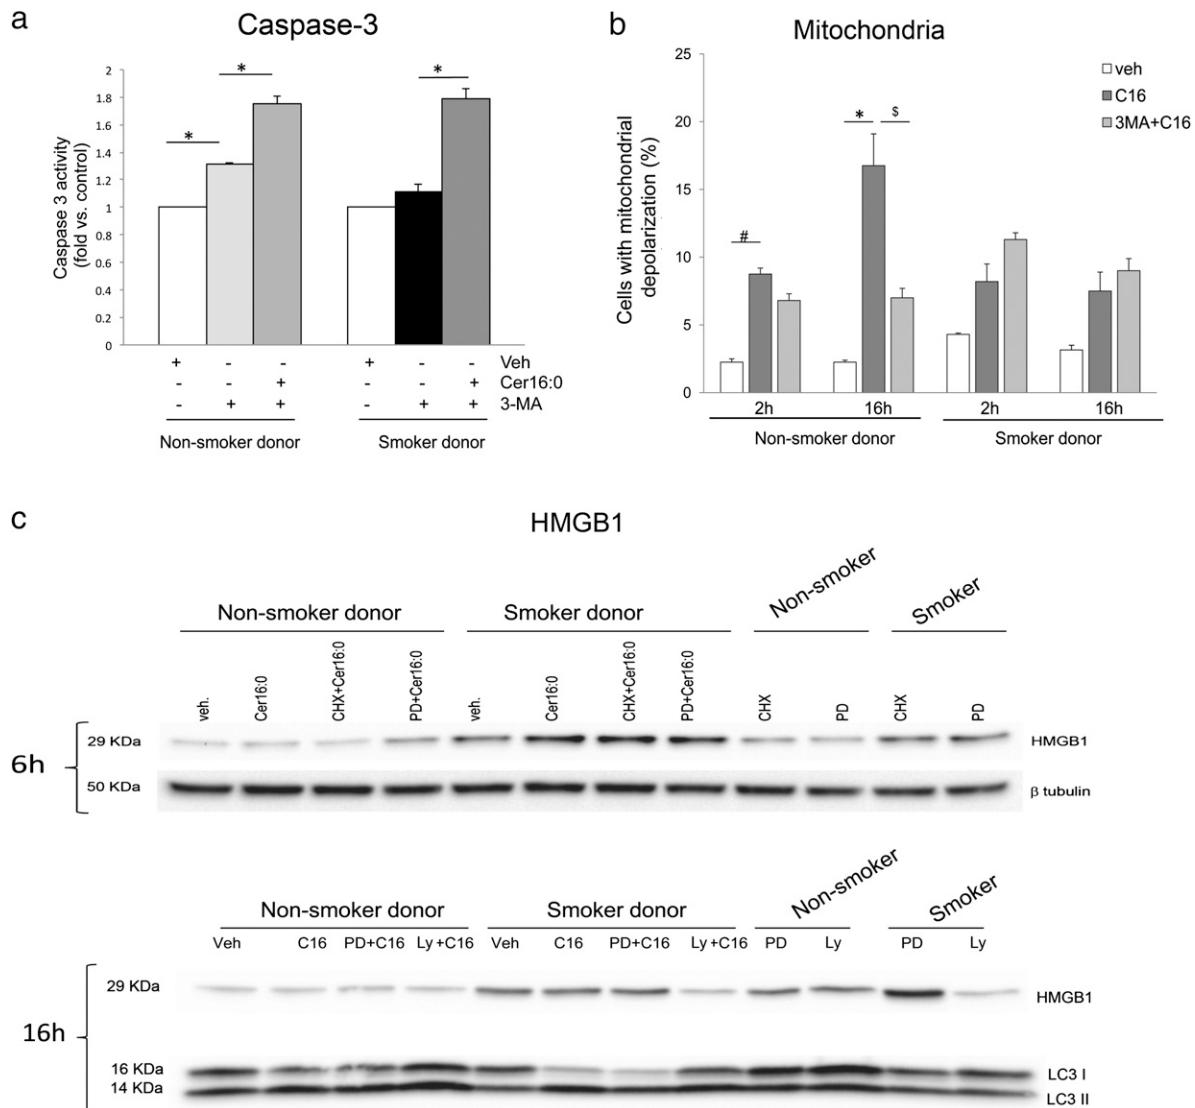 a
Caspase-3
Caspase 3 activity
(fold vs. control)
2
1.8
1.6
1.4
1.2
1
0.8
0.6
0.4
0.2
0
*
*
*
+ - - + - - Veh
- - + - - + Cer16:0
- + + - + + 3-MA
Non-smoker donor
Smoker donor
b
Mitochondria
Cells with mitochondrial
depolarization (%)
25
20
15
10
5
0
veh
C16
3MA+C16
#
*
$
2h 16h 2h 16h
Non-smoker donor
Smoker donor
c
HMGB1
Non-smoker donor
Smoker donor
Non-smoker
Smoker
veh.
Cer16:0
CHX+Cer16:0
PD+Cer16:0
veh.
Cer16:0
CHX+Cer16:0
PD+Cer16:0
CHX
PD
CHX
PD
6h
29 KDa
HMGB1
50 KDa
β tubulin
Non-smoker donor
Smoker donor
Non-smoker
Smoker
Veh C16 PD+C16 Ly+C16 Veh C16 PD+C16 Ly+C16 PD Ly PD Ly
16h
29 KDa
HMGB1
16 KDa
LC3 I
14 KDa
LC3 II